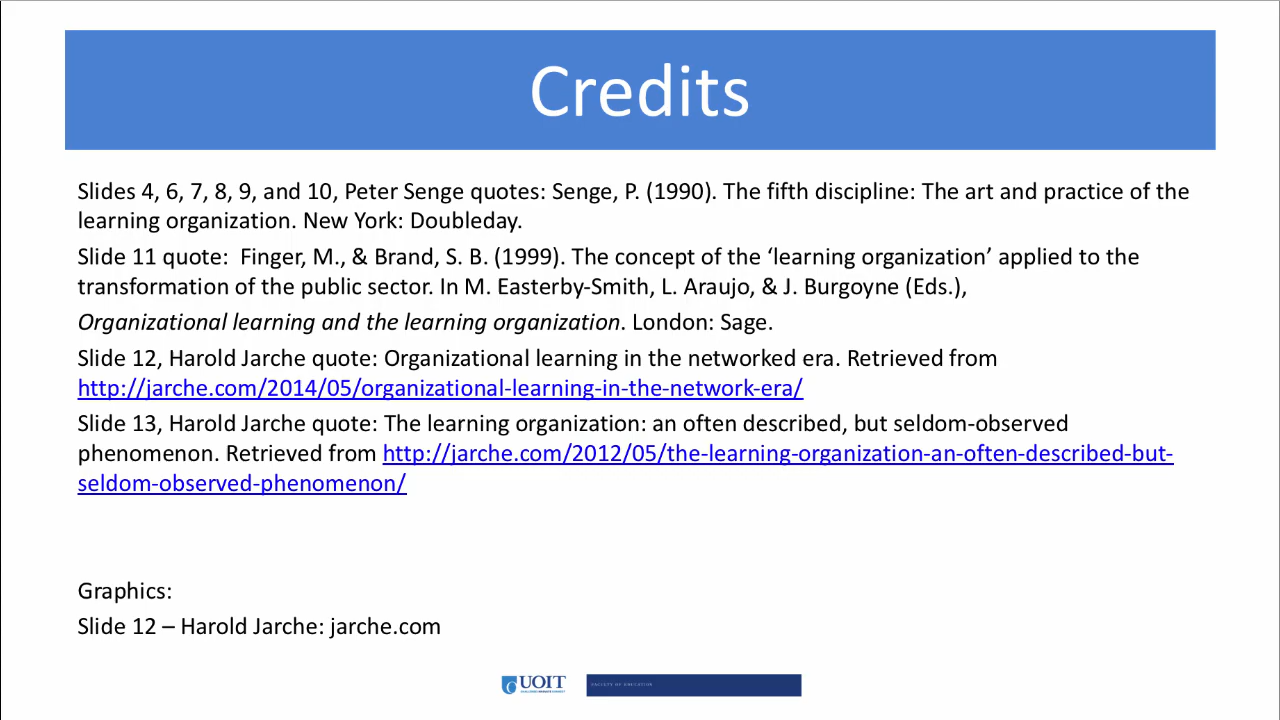 Credits
Slides 4, 6, 7, 8, 9, and 10, Peter Senge quotes: Senge, P. (1990). The fifth discipline: The art and practice of the
learning organization. New York: Doubleday.
Slide 11 quote:  Finger, M., & Brand, S. B. (1999). The concept of the ‘learning organization’ applied to the
transformation of the public sector. In M. Easterby-Smith, L. Araujo, & J. Burgoyne (Eds.),
Organizational learning and the learning organization. London: Sage.
Slide 12, Harold Jarche quote: Organizational learning in the networked era. Retrieved from
http://jarche.com/2014/05/organizational-learning-in-the-network-era/
Slide 13, Harold Jarche quote: The learning organization: an often described, but seldom-observed
phenomenon. Retrieved from http://jarche.com/2012/05/the-learning-organization-an-often-described-but-
seldom-observed-phenomenon/
Graphics:
Slide 12 – Harold Jarche: jarche.com
UOIT
FACULTY OF EDUCATION